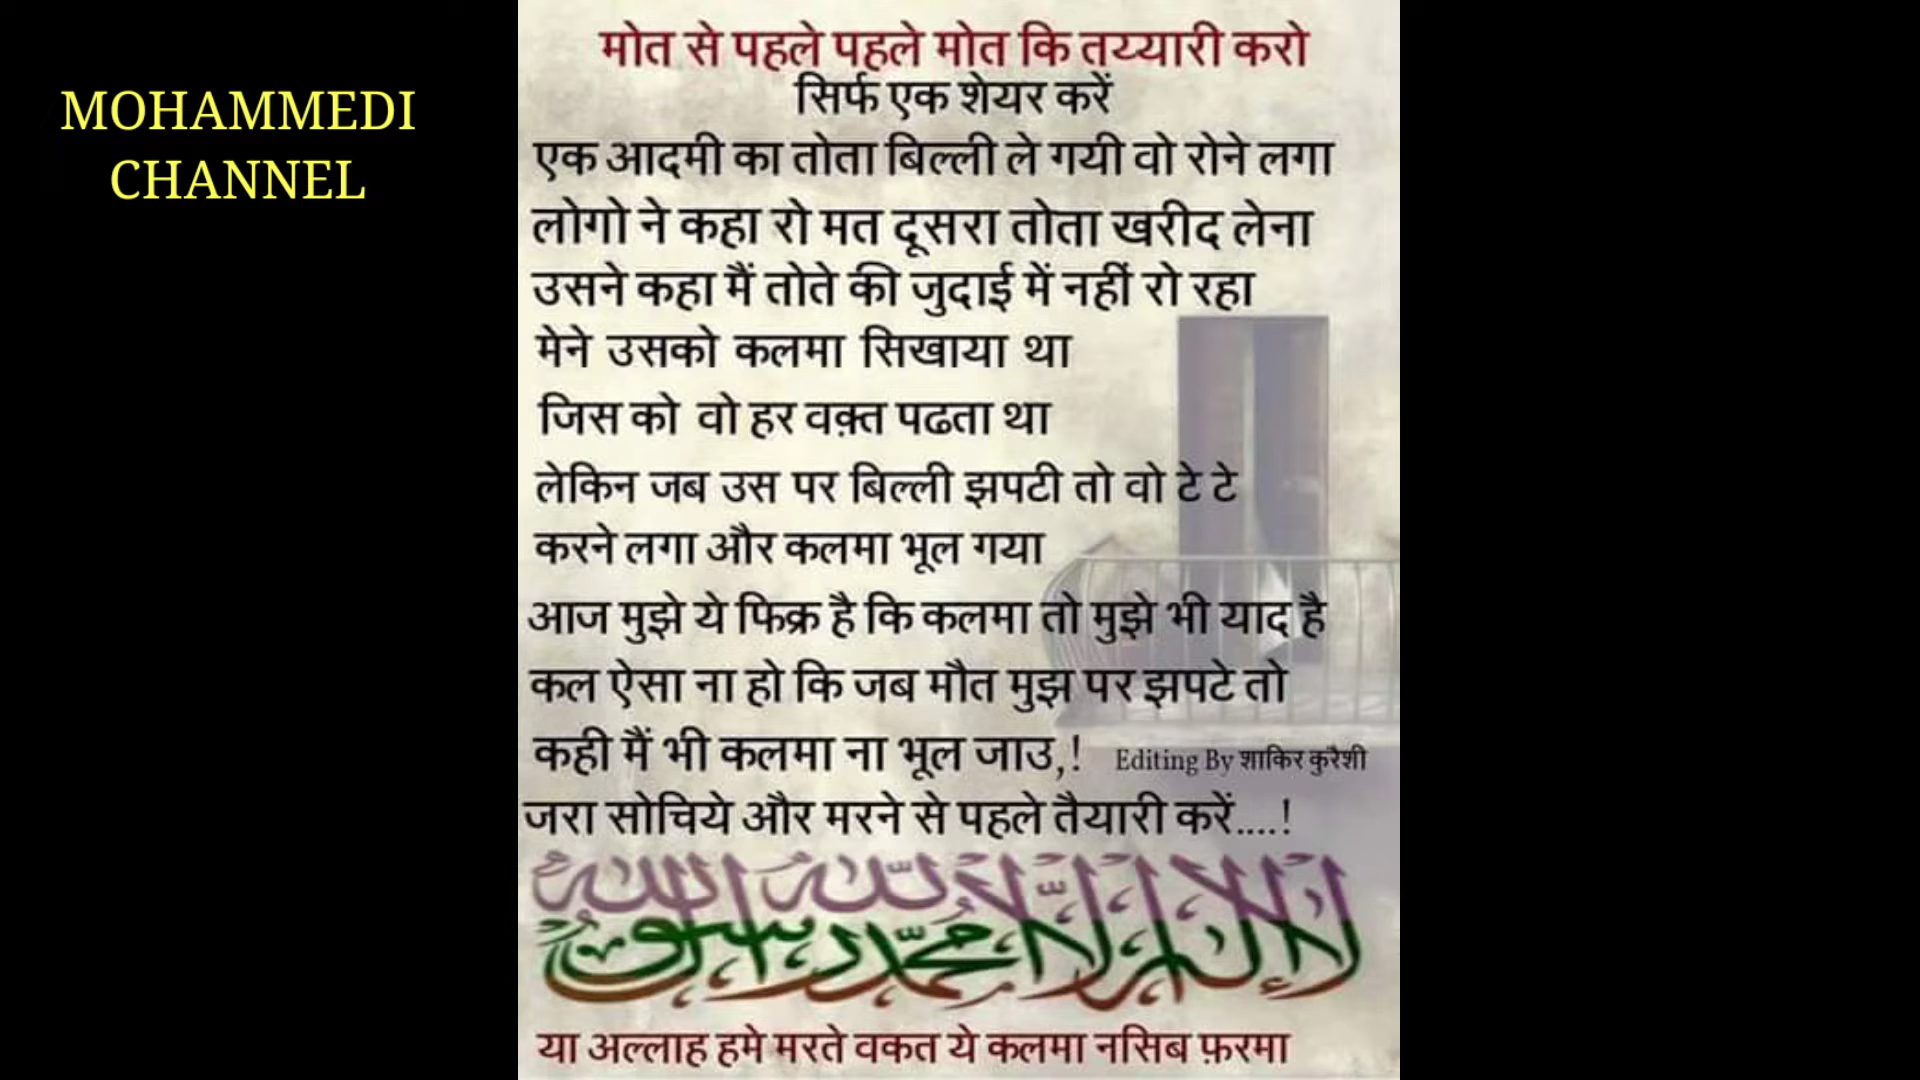 MOHAMMEDI
CHANNEL
मोत से पहले पहले मोत कि तय्यारी करो
सिर्फ एक शेयर करें
एक आदमी का तोता बिल्ली ले गयी वो रोने लगा
लोगो ने कहा रो मत दूसरा तोता खरीद लेना
उसने कहा मैं तोते की जुदाई में नहीं रो रहा
मेने उसको कलमा सिखाया था
जिस को वो हर वक़्त पढता था
लेकिन जब उस पर बिल्ली झपटी तो वो टे टे
करने लगा और कलमा भूल गया
आज मुझे ये फिक्र है कि कलमा तो मुझे भी याद है
कल ऐसा ना हो कि जब मौत मुझ पर झपटे तो
कही मैं भी कलमा ना भूल जाउ,!
Editing By शाकिर कुरैशी
जरा सोचिये और मरने से पहले तैयारी करें....!
لا إله إلا الله محمد رسول الله
या अल्लाह हमे मरते वकत ये कलमा नसिब फ़रमा